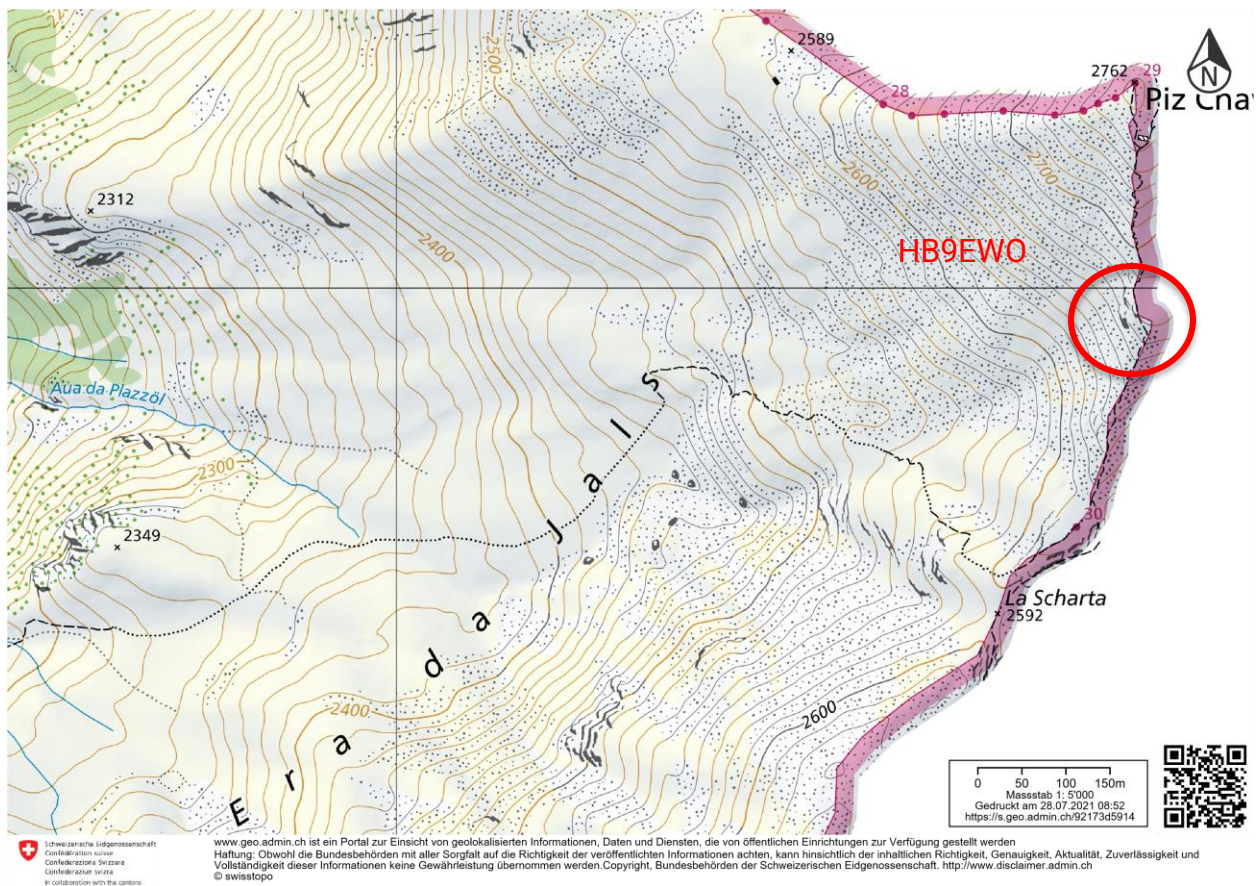 2500
2589
28
2762
29
Piz Cna
2312
2600
2700
2400
HB9EWO
Aua da Plazzöl
2300
2349
30
La Scharta
2592
Era da Jals
2400
2600
0 50 100 150m
Massstab 1: 5'000
Gedruckt am 28.07.2021 08:52
https://s.geo.admin.ch/92173d5914
N
Schweizerische Eidgenossenschaft
Confédération suisse
Confederazione Svizzera
Confederaziun svizra
In collaboration with the cantons
www.geo.admin.ch ist ein Portal zur Einsicht von geolokalisierten Informationen, Daten und Diensten, die von öffentlichen Einrichtungen zur Verfügung gestellt werden
Haftung: Obwohl die Bundesbehörden mit aller Sorgfalt auf die Richtigkeit der veröffentlichten Informationen achten, kann hinsichtlich der inhaltlichen Richtigkeit, Genauigkeit, Aktualität, Zuverlässigkeit und
Vollständigkeit dieser Informationen keine Gewährleistung übernommen werden.Copyright, Bundesbehörden der Schweizerischen Eidgenossenschaft. http://www.disclaimer.admin.ch
© swisstopo